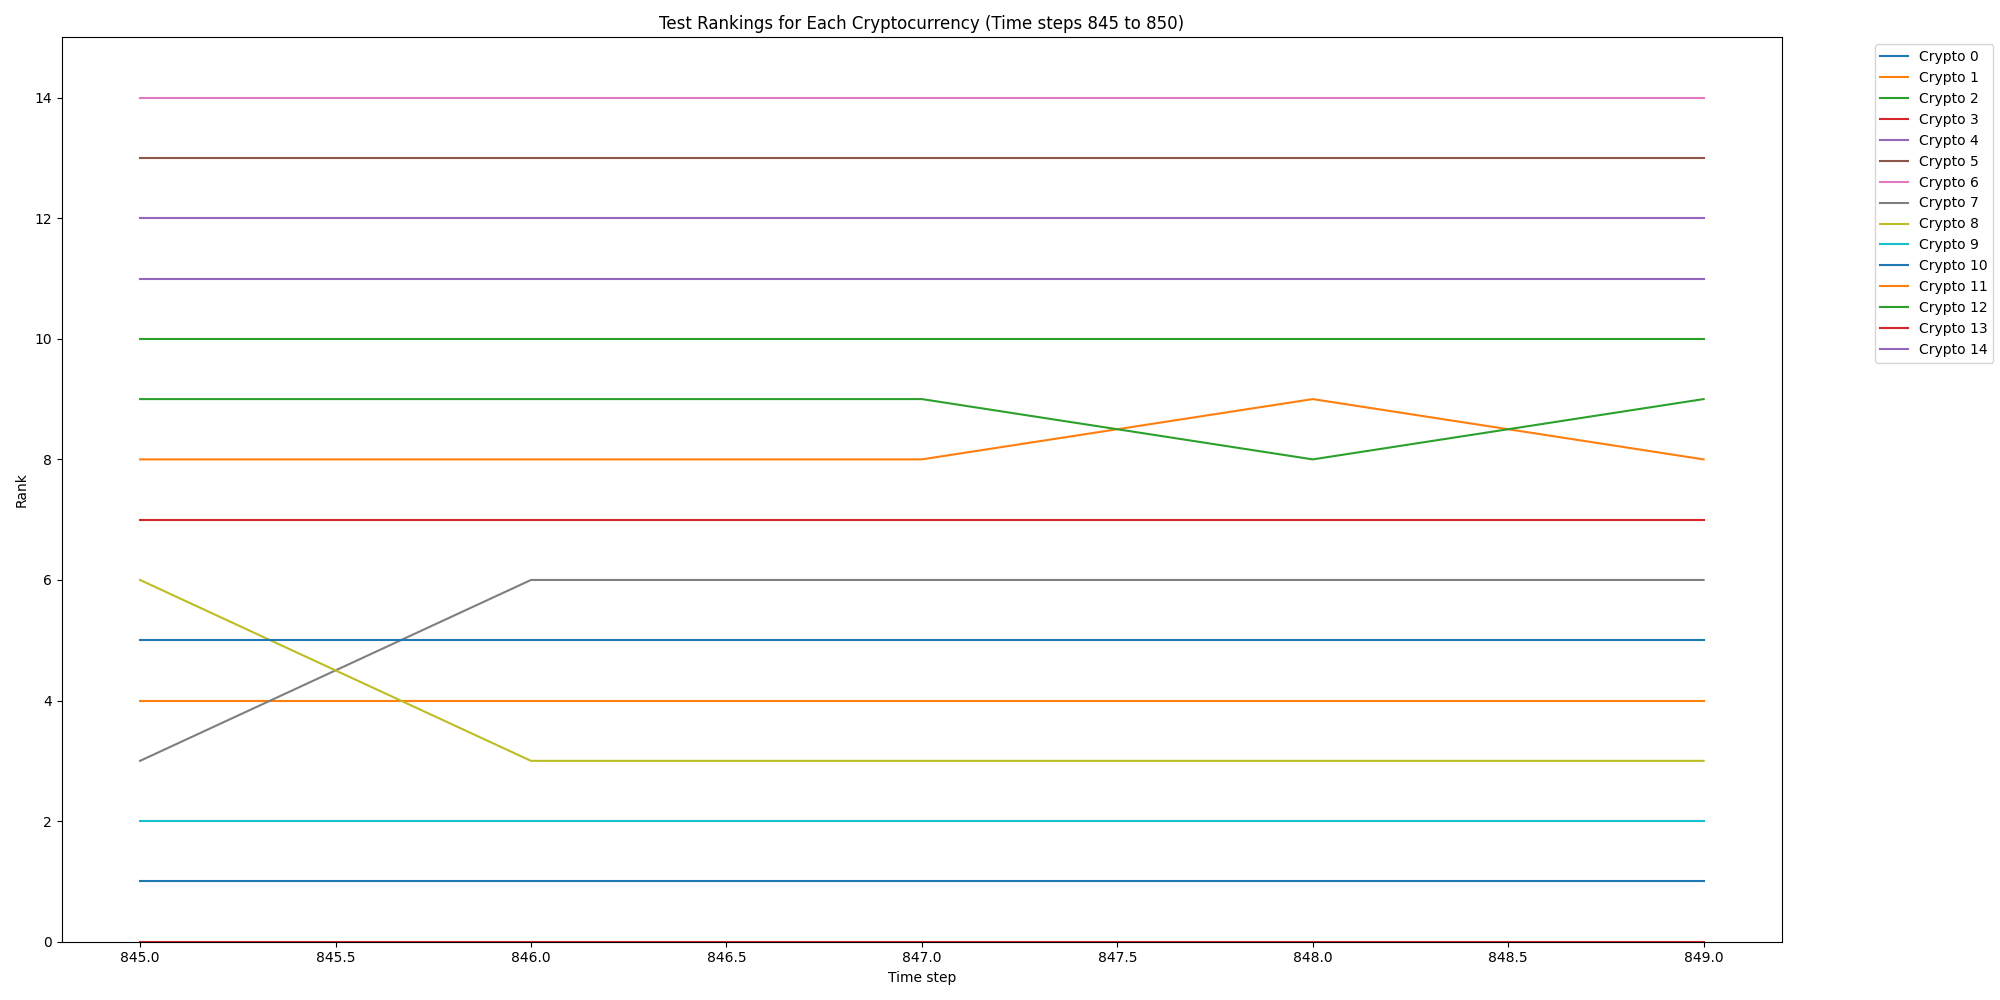 Test Rankings for Each Cryptocurrency (Time steps 845 to 850)
Crypto 0
Crypto 1
Crypto 2
Crypto 3
Crypto 4
Crypto 5
Crypto 6
Crypto 7
Crypto 8
Crypto 9
Crypto 10
Crypto 11
Crypto 12
Crypto 13
Crypto 14
14
12
10
8
6
4
2
0
Rank
845.0 845.5 846.0 846.5 847.0 847.5 848.0 848.5 849.0
Time step